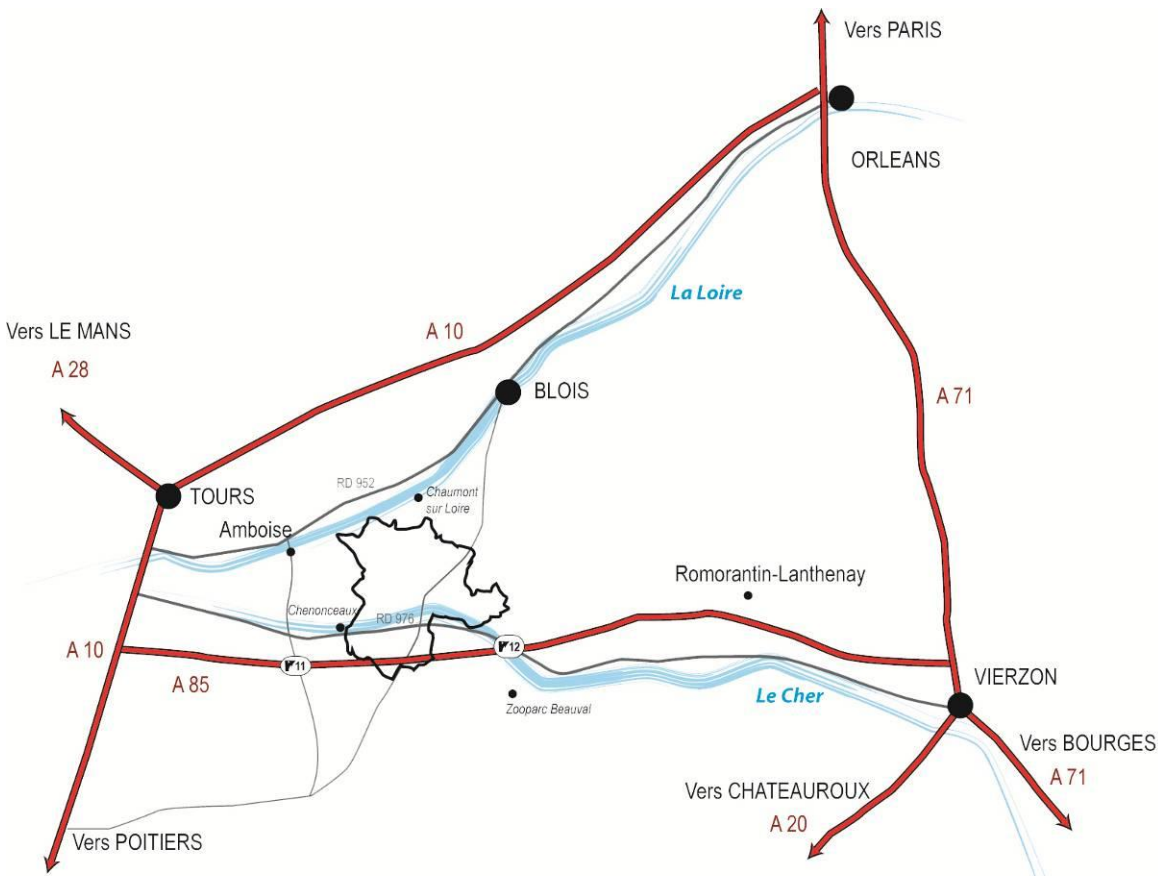 Vers PARIS
ORLEANS
La Loire
Vers LE MANS
A 10
A 28
BLOIS
A 71
RD 952
Chaumont
sur Loire
TOURS
Amboise
Romorantin-Lanthenay
Chenonceaux
RD 976
A 10
11
12
A 85
VIERZON
Le Cher
Zooparc Beauval
Vers BOURGES
A 71
Vers CHATEAUROUX
A 20
Vers POITIERS